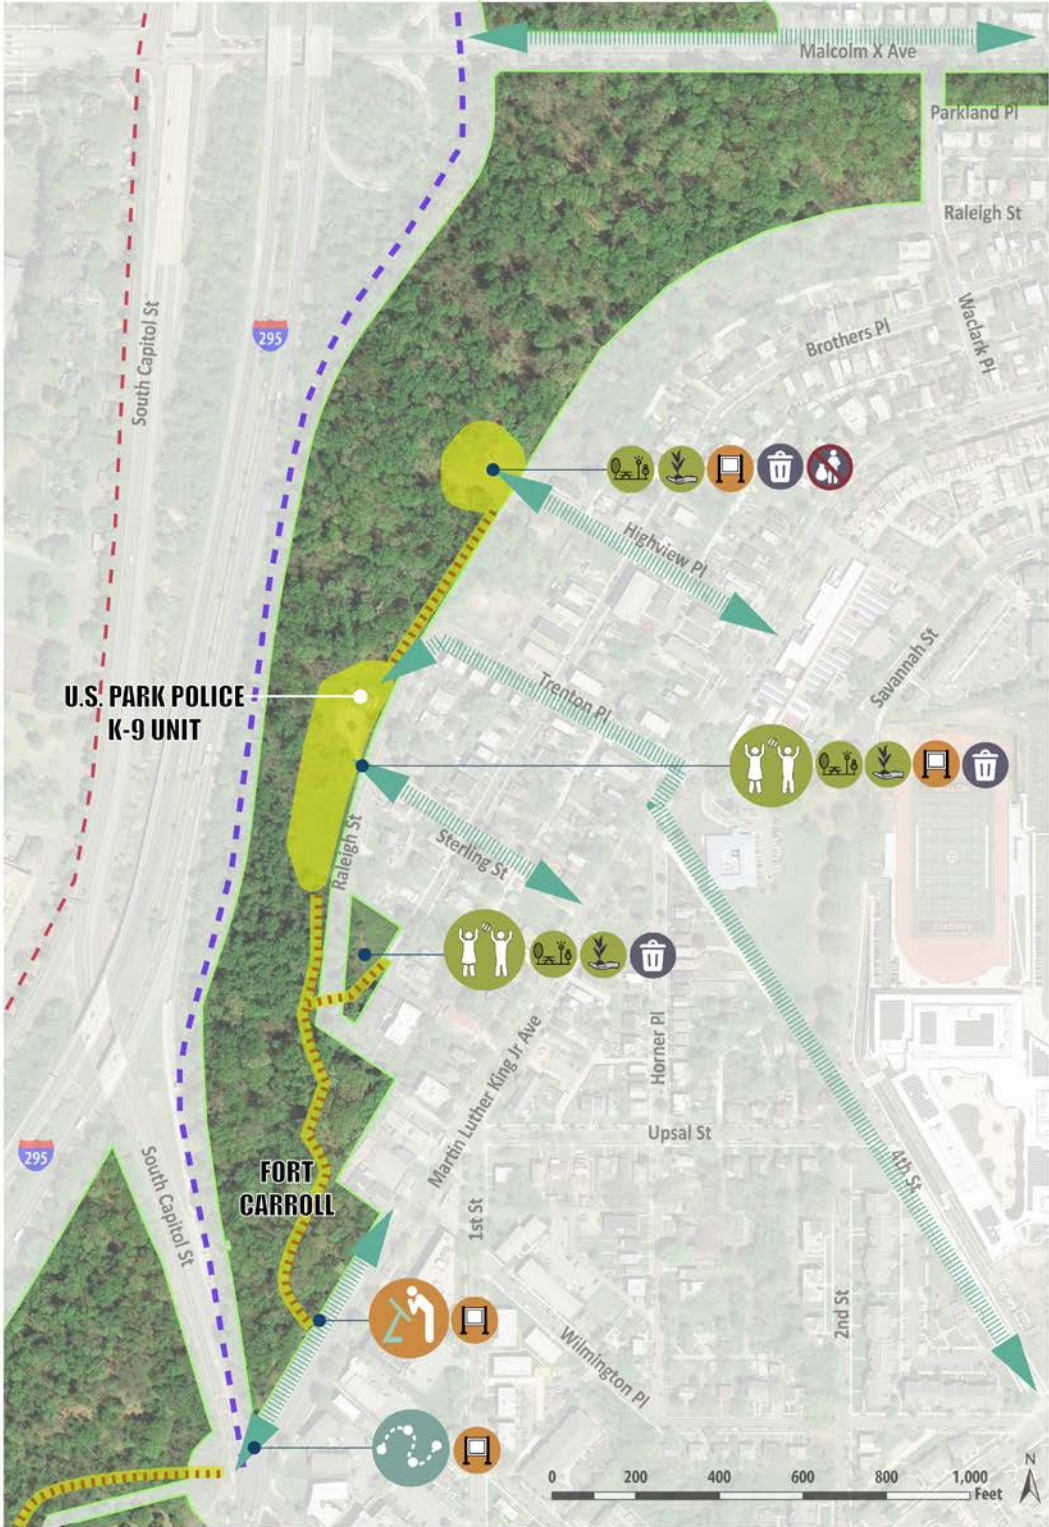 Malcolm X Ave
Parkland Pl
Raleigh St
Waclark Pl
Brothers Pl
South Capitol St
295
Highview Pl
Savannah St
Trenton Pl
U.S. PARK POLICE
K-9 UNIT
Sterling St
Raleigh St
Martin Luther King Jr Ave
Horner Pl
Upsal St
295
South Capitol St
FORT
CARROLL
1st St
4th St
2nd St
Wilmington Pl
N
0 200 400 600 800 1,000
Feet